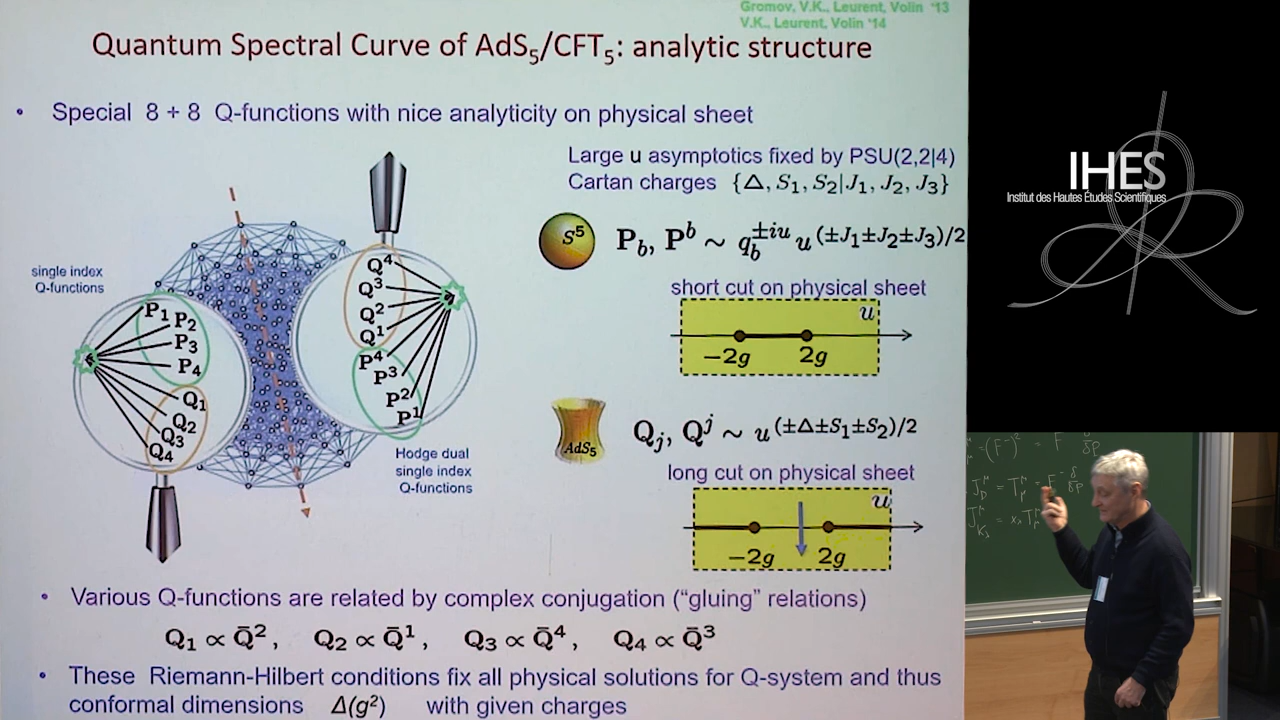 Gromov, V.K., Leurent, Volin '13
V.K., Leurent, Volin '14
Quantum Spectral Curve of AdS₅/CFT₅: analytic structure
• Special 8 + 8 Q-functions with nice analyticity on physical sheet
Large u asymptotics fixed by PSU(2,2|4)
Cartan charges {Δ, S₁, S₂|J₁, J₂, J₃}
S⁵
P_b, P^b ~ q_b^{±iu} u^{(±J₁±J₂±J₃)/2}
short cut on physical sheet
u
−2g 2g
single index
Q-functions
P₁
P₂
P₃
P₄
Q₁
Q₂
Q₃
Q₄
Q⁴
Q³
Q²
Q¹
P⁴
P³
P²
P¹
Hodge dual
single index
Q-functions
AdS₅
Q_j, Q^j ~ u^{(±Δ±S₁±S₂)/2}
long cut on physical sheet
u
−2g 2g
• Various Q-functions are related by complex conjugation ("gluing" relations)
Q₁ ∝ Q̄², Q₂ ∝ Q̄¹, Q₃ ∝ Q̄⁴, Q₄ ∝ Q̄³
• These Riemann-Hilbert conditions fix all physical solutions for Q-system and thus
conformal dimensions Δ(g²) with given charges
IHES
Institut des Hautes Études Scientifiques